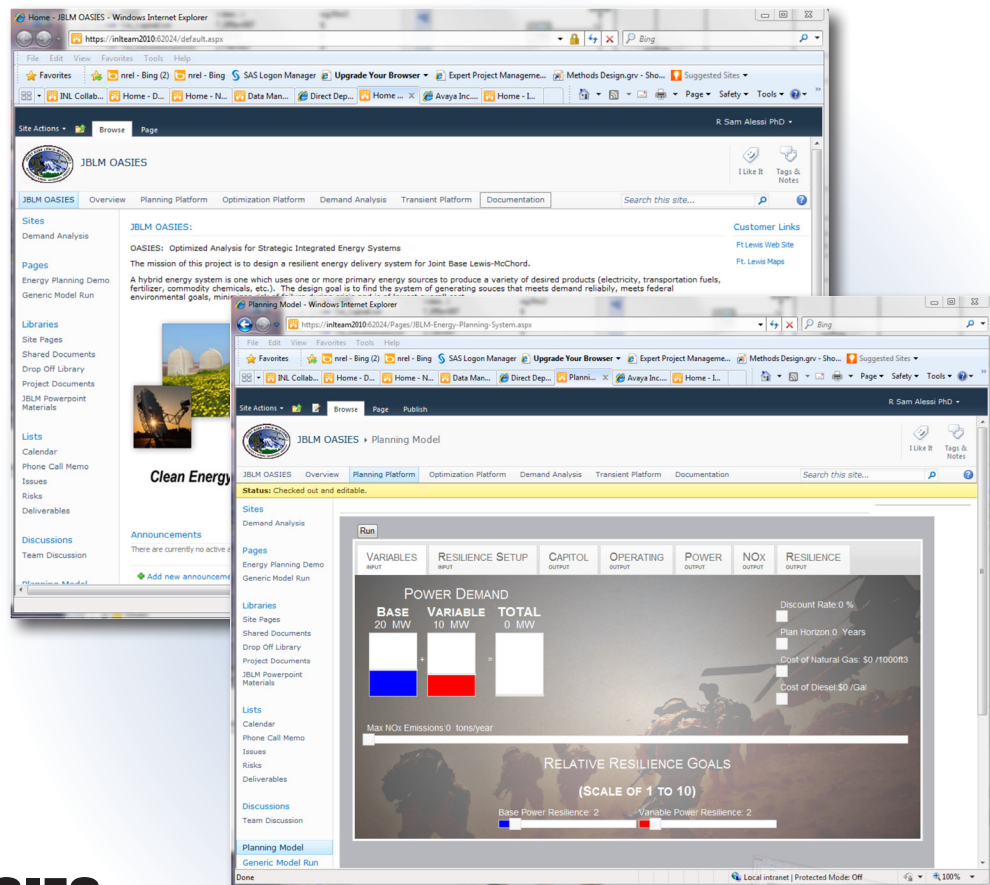 Home - JBLM OASIES - Windows Internet Explorer
https://inlteam2010:62024/default.aspx
Bing
File Edit View Favorites Tools Help
Favorites nrel - Bing (2) nrel - Bing SAS Logon Manager Upgrade Your Browser Expert Project Manageme... Methods Design.grv - Sho... Suggested Sites
INL Collab... Home - D... Home - N... Data Man... Direct Dep... Home ... X Avaya Inc.... Home - I... Page Safety Tools
R Sam Alessi PhD
Site Actions Browse Page
JBLM OASIES
I Like It
Tags & Notes
JBLM OASIES Overview Planning Platform Optimization Platform Demand Analysis Transient Platform Documentation Search this site...
Sites
Demand Analysis
Pages
Energy Planning Demo
Generic Model Run
Libraries
Site Pages
Shared Documents
Drop Off Library
Project Documents
JBLM Powerpoint
Materials
Lists
Calendar
Phone Call Memo
Issues
Risks
Deliverables
Discussions
Team Discussion
Planning Model
JBLM OASIES:
OASIES: Optimized Analysis for Strategic Integrated Energy Systems
The mission of this project is to design a resilient energy delivery system for Joint Base Lewis-McChord.
A hybrid energy system is one which uses one or more primary energy sources to produce a variety of desired products (electricity, transportation fuels,
fertilizer, commodity chemicals, etc.). The design goal is to find the system of generating souces that meets demand reliably, meets federal
environmental goals,
Clean Energy
Announcements
There are currently no active
Add new announceme
Customer Links
Ft Lewis Web Site
Ft. Lewis Maps
Planning Model - Windows Internet Explorer
https://inlteam2010:62024/Pages/JBLM-Energy-Planning-System.aspx
Bing
File Edit View Favorites Tools Help
Favorites nrel - Bing (2) nrel - Bing SAS Logon Manager Upgrade Your Browser Expert Project Manageme... Methods Design.grv - Sho... Suggested Sites
INL Collab... Home - D... Home - N... Data Man... Direct Dep... Planni... X Avaya Inc.... Home - I... Page Safety Tools
R Sam Alessi PhD
Site Actions Browse Page Publish
JBLM OASIES Planning Model
I Like It
Tags & Notes
JBLM OASIES Overview Planning Platform Optimization Platform Demand Analysis Transient Platform Documentation Search this site...
Status: Checked out and editable.
Sites
Demand Analysis
Pages
Energy Planning Demo
Generic Model Run
Libraries
Site Pages
Shared Documents
Drop Off Library
Project Documents
JBLM Powerpoint
Materials
Lists
Calendar
Phone Call Memo
Issues
Risks
Deliverables
Discussions
Team Discussion
Planning Model
Generic Model Run
Run
VARIABLES RESILIENCE SETUP CAPITOL OPERATING POWER NOX RESILIENCE
INPUT INPUT OUTPUT OUTPUT OUTPUT OUTPUT OUTPUT
POWER DEMAND
BASE VARIABLE TOTAL
20 MW 10 MW 0 MW
+ =
Discount Rate:0 %
Plan Horizon:0 Years
Cost of Natural Gas: $0 /1000ft3
Cost of Diesel:$0 /Gal
Max NOx Emissions:0 tons/year
RELATIVE RESILIENCE GOALS
(SCALE OF 1 TO 10)
Base Power Resilience: 2 Variable Power Resilience: 2
Done Local intranet | Protected Mode: Off 100%